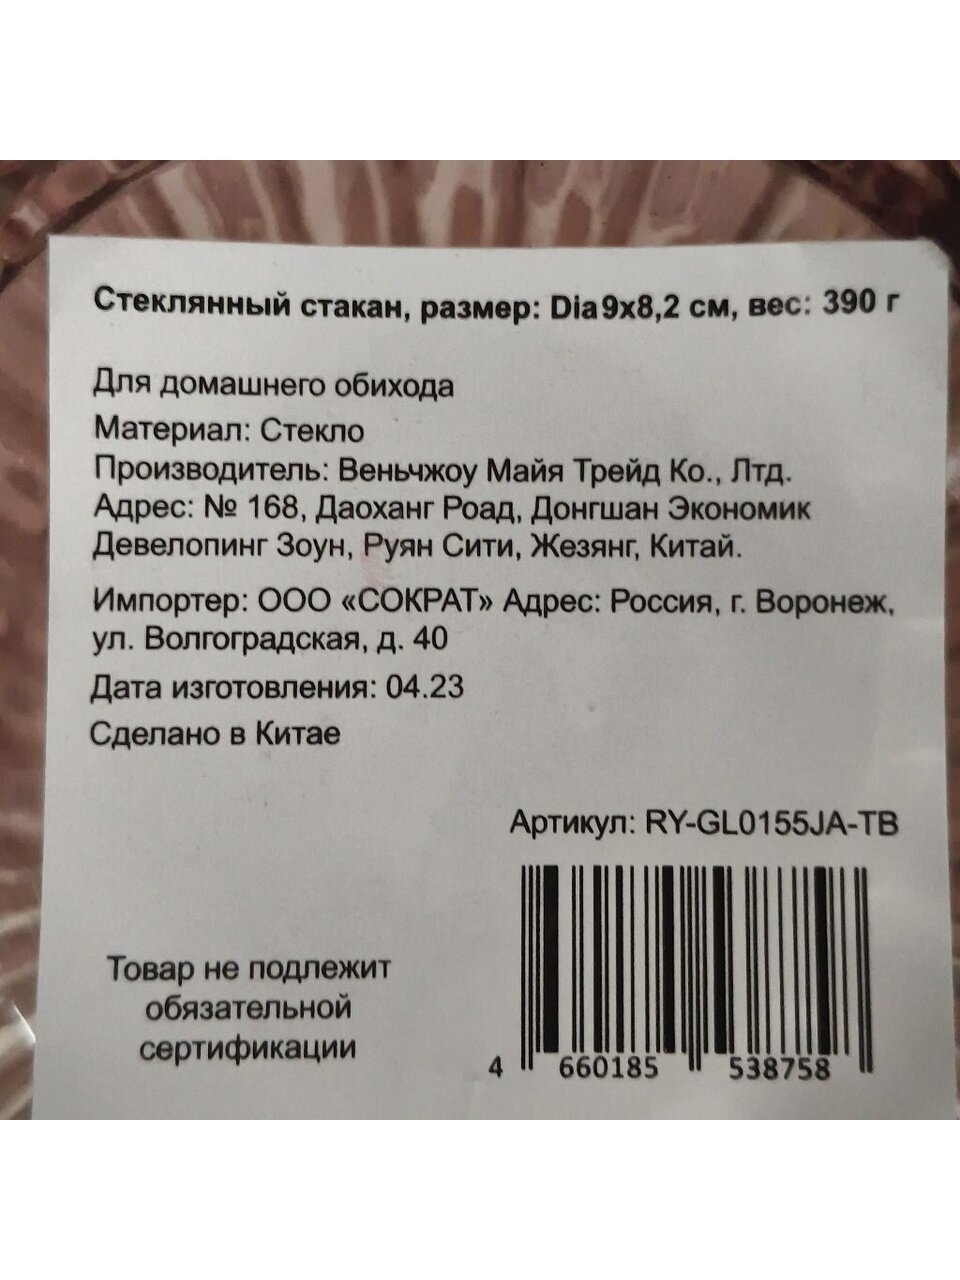 Стеклянный стакан, размер: Dia9x8,2 см, вес: 390 г
Для домашнего обихода
Материал: Стекло
Производитель: Веньчжоу Майя Трейд Ко., Лтд.
Адрес: № 168, Даоханг Роад, Донгшан Экономик
Девелопинг Зоун, Руян Сити, Жезянг, Китай.
Импортер: ООО «СОКРАТ» Адрес: Россия, г. Воронеж,
ул. Волгоградская, д. 40
Дата изготовления: 04.23
Сделано в Китае
Артикул: RY-GL0155JA-TB
Товар не подлежит
обязательной
сертификации
4 660185 538758